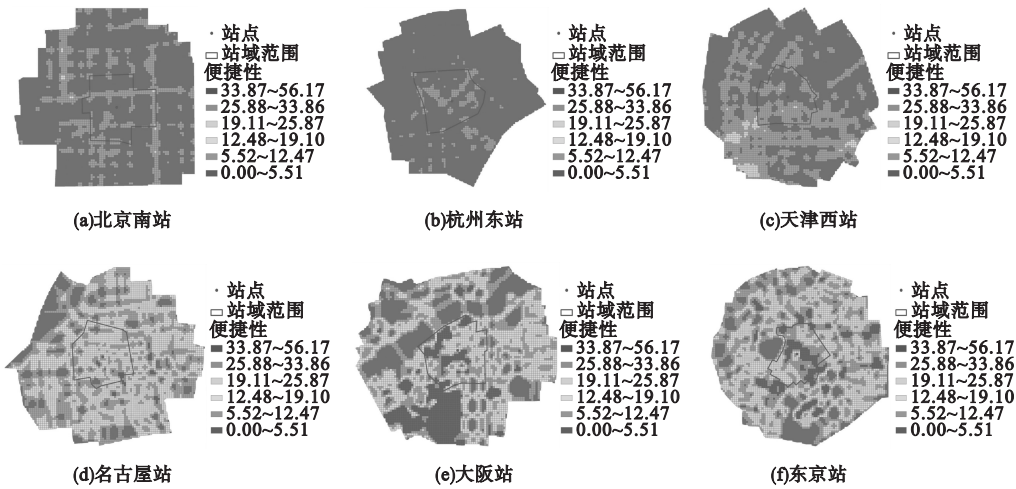 站点
站域范围
便捷性
33.87~56.17
25.88~33.86
19.11~25.87
12.48~19.10
5.52~12.47
0.00~5.51
(a)北京南站
站点
站域范围
便捷性
33.87~56.17
25.88~33.86
19.11~25.87
12.48~19.10
5.52~12.47
0.00~5.51
(b)杭州东站
站点
站域范围
便捷性
33.87~56.17
25.88~33.86
19.11~25.87
12.48~19.10
5.52~12.47
0.00~5.51
(c)天津西站
站点
站域范围
便捷性
33.87~56.17
25.88~33.86
19.11~25.87
12.48~19.10
5.52~12.47
0.00~5.51
(d)名古屋站
站点
站域范围
便捷性
33.87~56.17
25.88~33.86
19.11~25.87
12.48~19.10
5.52~12.47
0.00~5.51
(e)大阪站
站点
站域范围
便捷性
33.87~56.17
25.88~33.86
19.11~25.87
12.48~19.10
5.52~12.47
0.00~5.51
(f)东京站